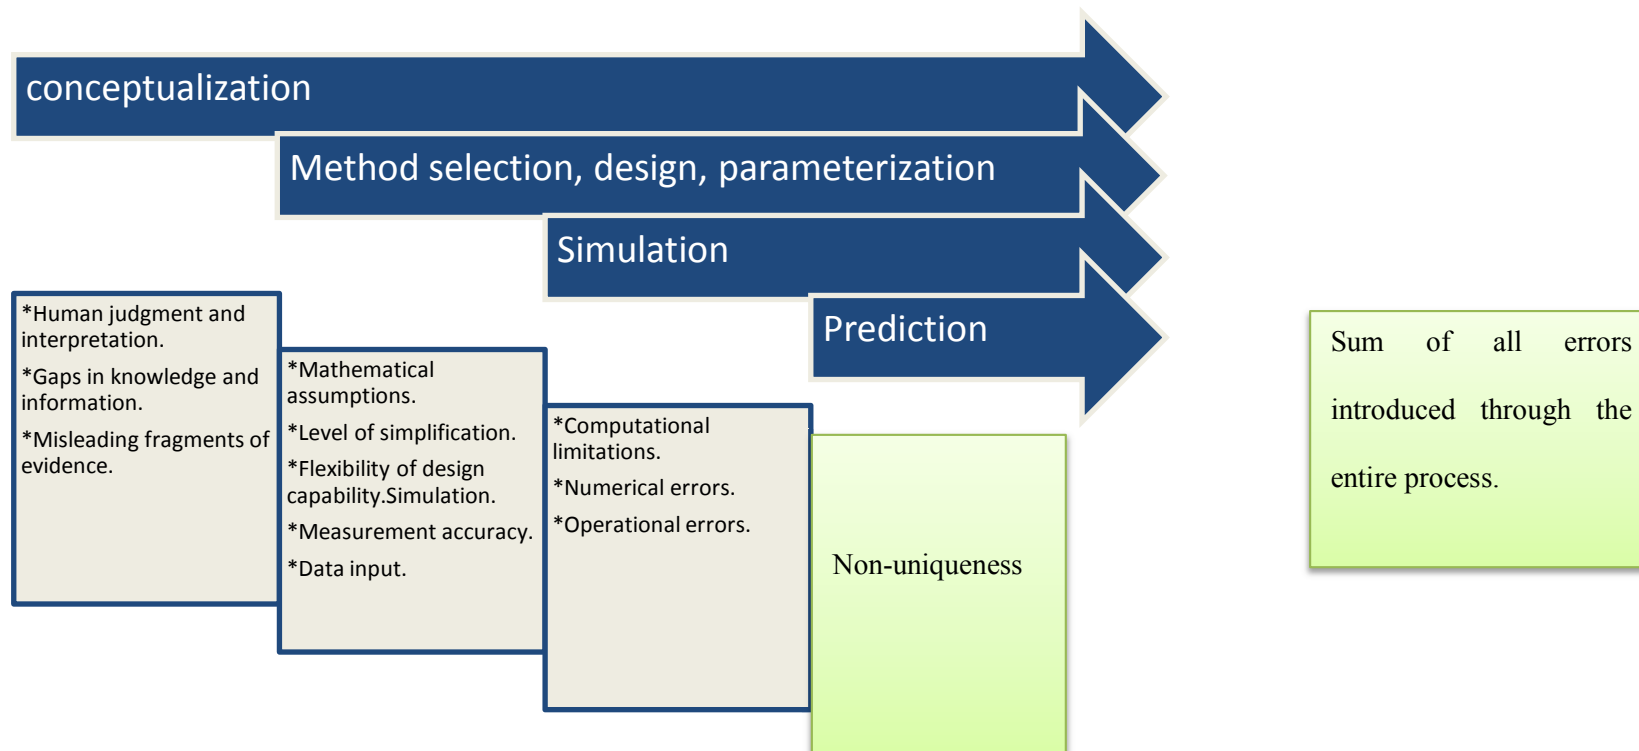 conceptualization
Method selection, design, parameterization
Simulation
Prediction
*Human judgment and
interpretation.
*Gaps in knowledge and
information.
*Misleading fragments of
evidence.
*Mathematical
assumptions.
*Level of simplification.
*Flexibility of design
capability.Simulation.
*Measurement accuracy.
*Data input.
*Computational
limitations.
*Numerical errors.
*Operational errors.
Non-uniqueness
Sum of all errors
introduced through the
entire process.